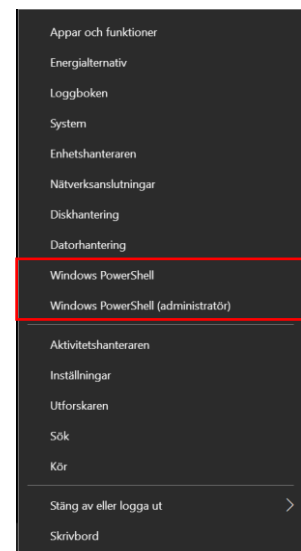 Appar och funktioner
Energialternativ
Loggboken
System
Enhetshanteraren
Nätverksanslutningar
Diskhantering
Datorhantering
Windows PowerShell
Windows PowerShell (administratör)
Aktivitetshanteraren
Inställningar
Utforskaren
Sök
Kör
Stäng av eller logga ut
Skrivbord